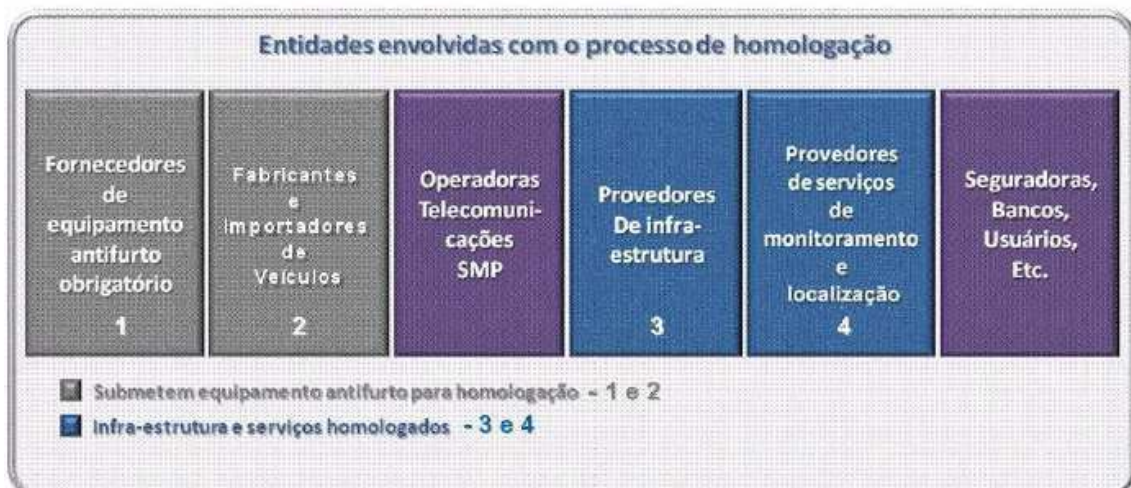 Entidades envolvidas com o processo de homologação
Fornecedores
de
equipamento
antifurto
obrigatório
1
Fabricantes
e
Importadores
de
Veículos
2
Operadoras
Telecomuni-
cações
SMP
Provedores
De infra-
estrutura
3
Provedores
de serviços
de
monitoramento
e
localização
4
Seguradoras,
Bancos,
Usuários,
Etc.
Submetem equipamento antifurto para homologação - 1 e 2
Infra-estrutura e serviços homologados - 3 e 4